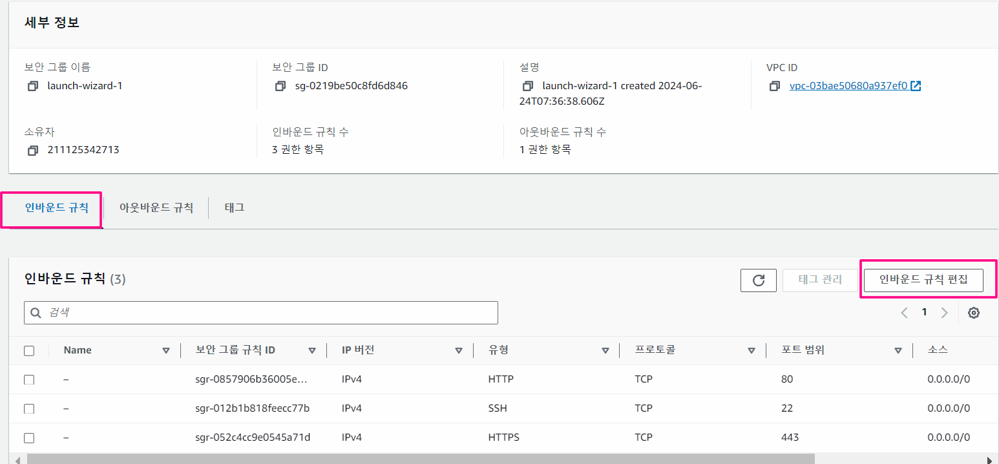 세부 정보
보안 그룹 이름
launch-wizard-1
보안 그룹 ID
sg-0219be50c8fd6d846
설명
launch-wizard-1 created 2024-06-
24T07:36:38.606Z
VPC ID
vpc-03bae50680a937ef0
소유자
211125342713
인바운드 규칙 수
3 권한 항목
아웃바운드 규칙 수
1 권한 항목
인바운드 규칙 아웃바운드 규칙 태그
인바운드 규칙 (3)
태그 관리 인바운드 규칙 편집
검색
1
Name 보안 그룹 규칙 ID IP 버전 유형 프로토콜 포트 범위 소스
– sgr-0857906b36005e... IPv4 HTTP TCP 80 0.0.0.0/0
– sgr-012b1b818feecc77b IPv4 SSH TCP 22 0.0.0.0/0
– sgr-052c4cc9e0545a71d IPv4 HTTPS TCP 443 0.0.0.0/0